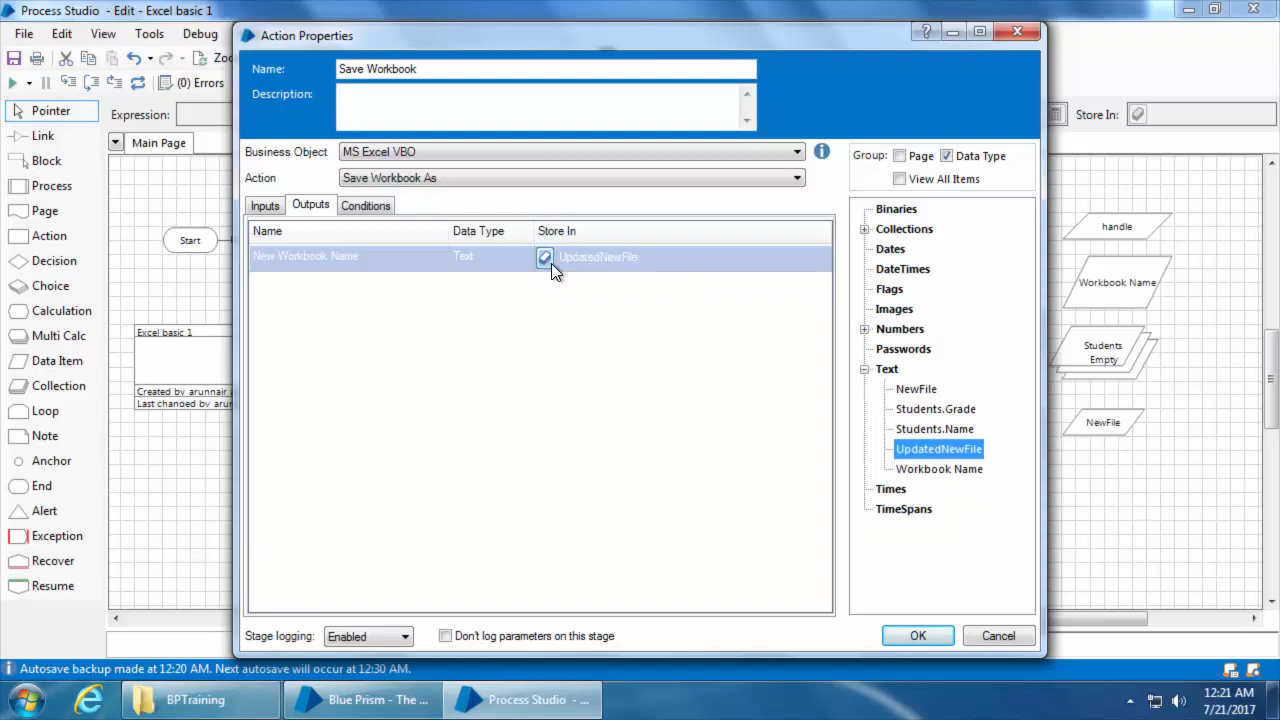 Process Studio - Edit - Excel basic 1
File Edit View Tools Debug
(0) Errors
Pointer
Link
Block
Process
Page
Action
Decision
Choice
Calculation
Multi Calc
Data Item
Collection
Loop
Note
Anchor
End
Alert
Exception
Recover
Resume
Expression:
Main Page
Start
Excel basic 1
Action Properties
Name: Save Workbook
Description:
Business Object MS Excel VBO
Action Save Workbook As
Inputs Outputs Conditions
Name Data Type Store In
New Workbook Name Text UpdatedNewFile
Stage logging: Enabled Don't log parameters on this stage
Group: Page Data Type
View All Items
Binaries
Collections
Dates
DateTimes
Flags
Images
Numbers
Passwords
Text
NewFile
Students.Grade
Students.Name
UpdatedNewFile
Workbook Name
Times
TimeSpans
OK Cancel
Store In:
handle
Workbook Name
Students
Empty
NewFile
Autosave backup made at 12:20 AM. Next autosave will occur at 12:30 AM.
BPTraining
Blue Prism - The ...
Process Studio - ...
12:21 AM
7/21/2017